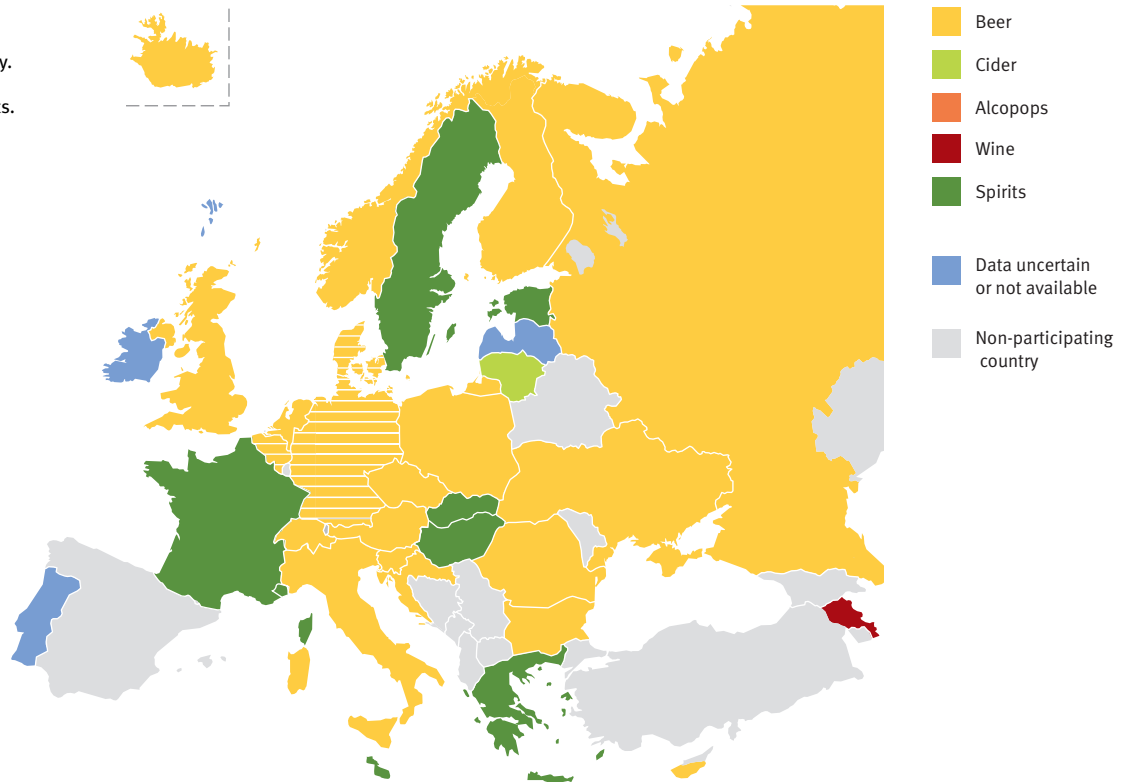 y.
s.
Beer
Cider
Alcopops
Wine
Spirits
Data uncertain
or not available
Non-participating
country